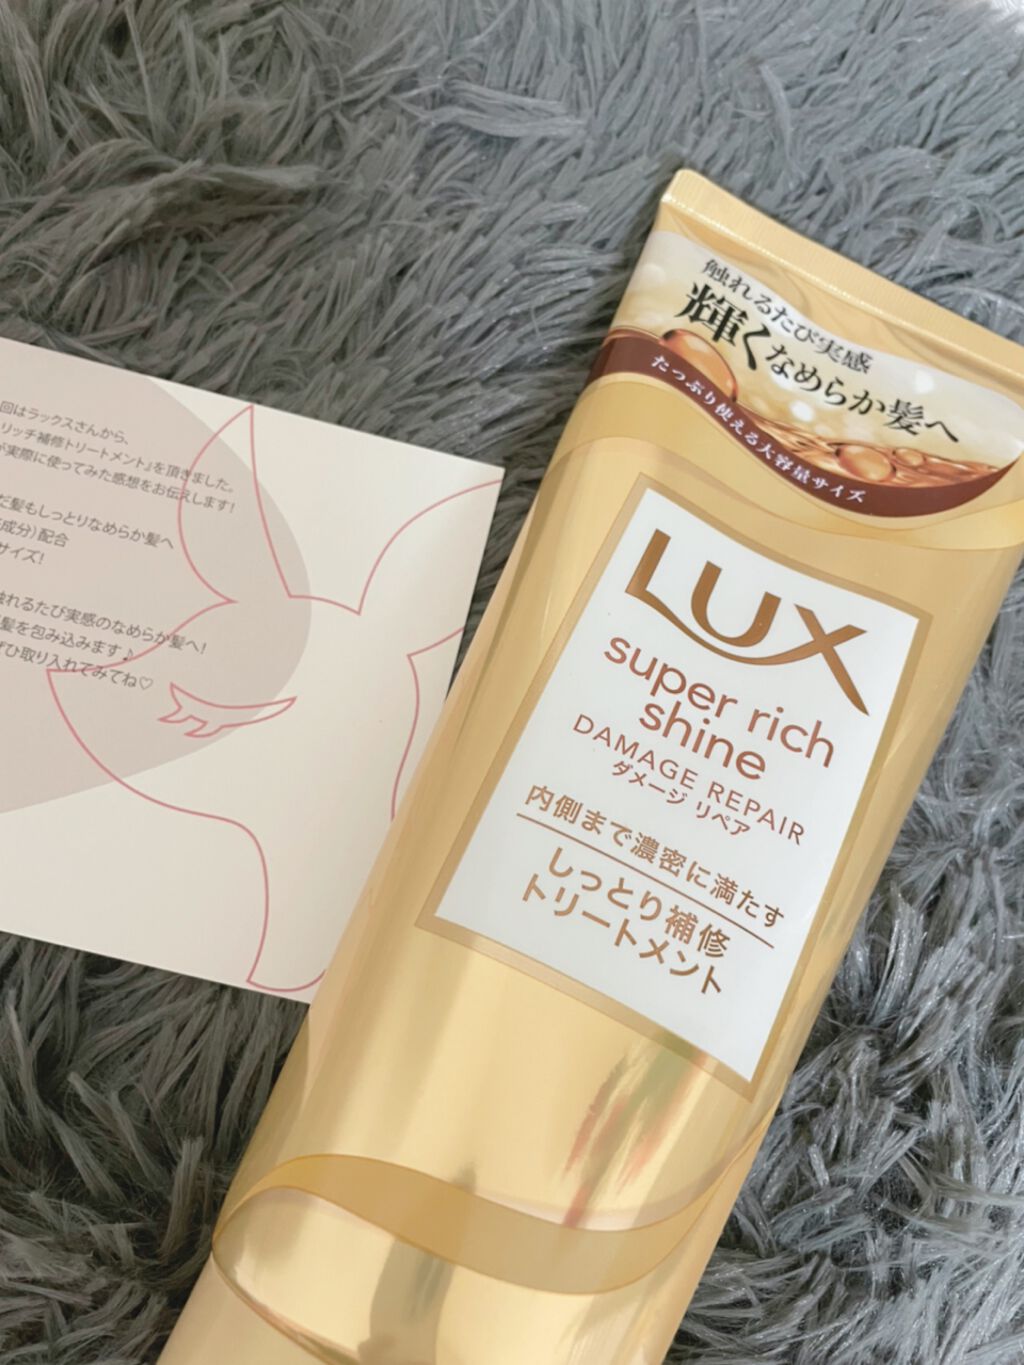 回はラックスさんから、
リッチ補修トリートメント』を頂きました。
が実際に使ってみた感想をお伝えします!
だ髪もしっとりなめらか髪へ
成分)配合
サイズ!
触れるたび実感のなめらか髪へ!
髪を包み込みます♪
ぜひ取り入れてみてね♡
触れるたび実感
輝くなめらか髪へ
たっぷり使える大容量サイズ
LUX
super rich
shine
DAMAGE REPAIR
ダメージ リペア
内側まで濃密に満たす
しっとり補修
トリートメント